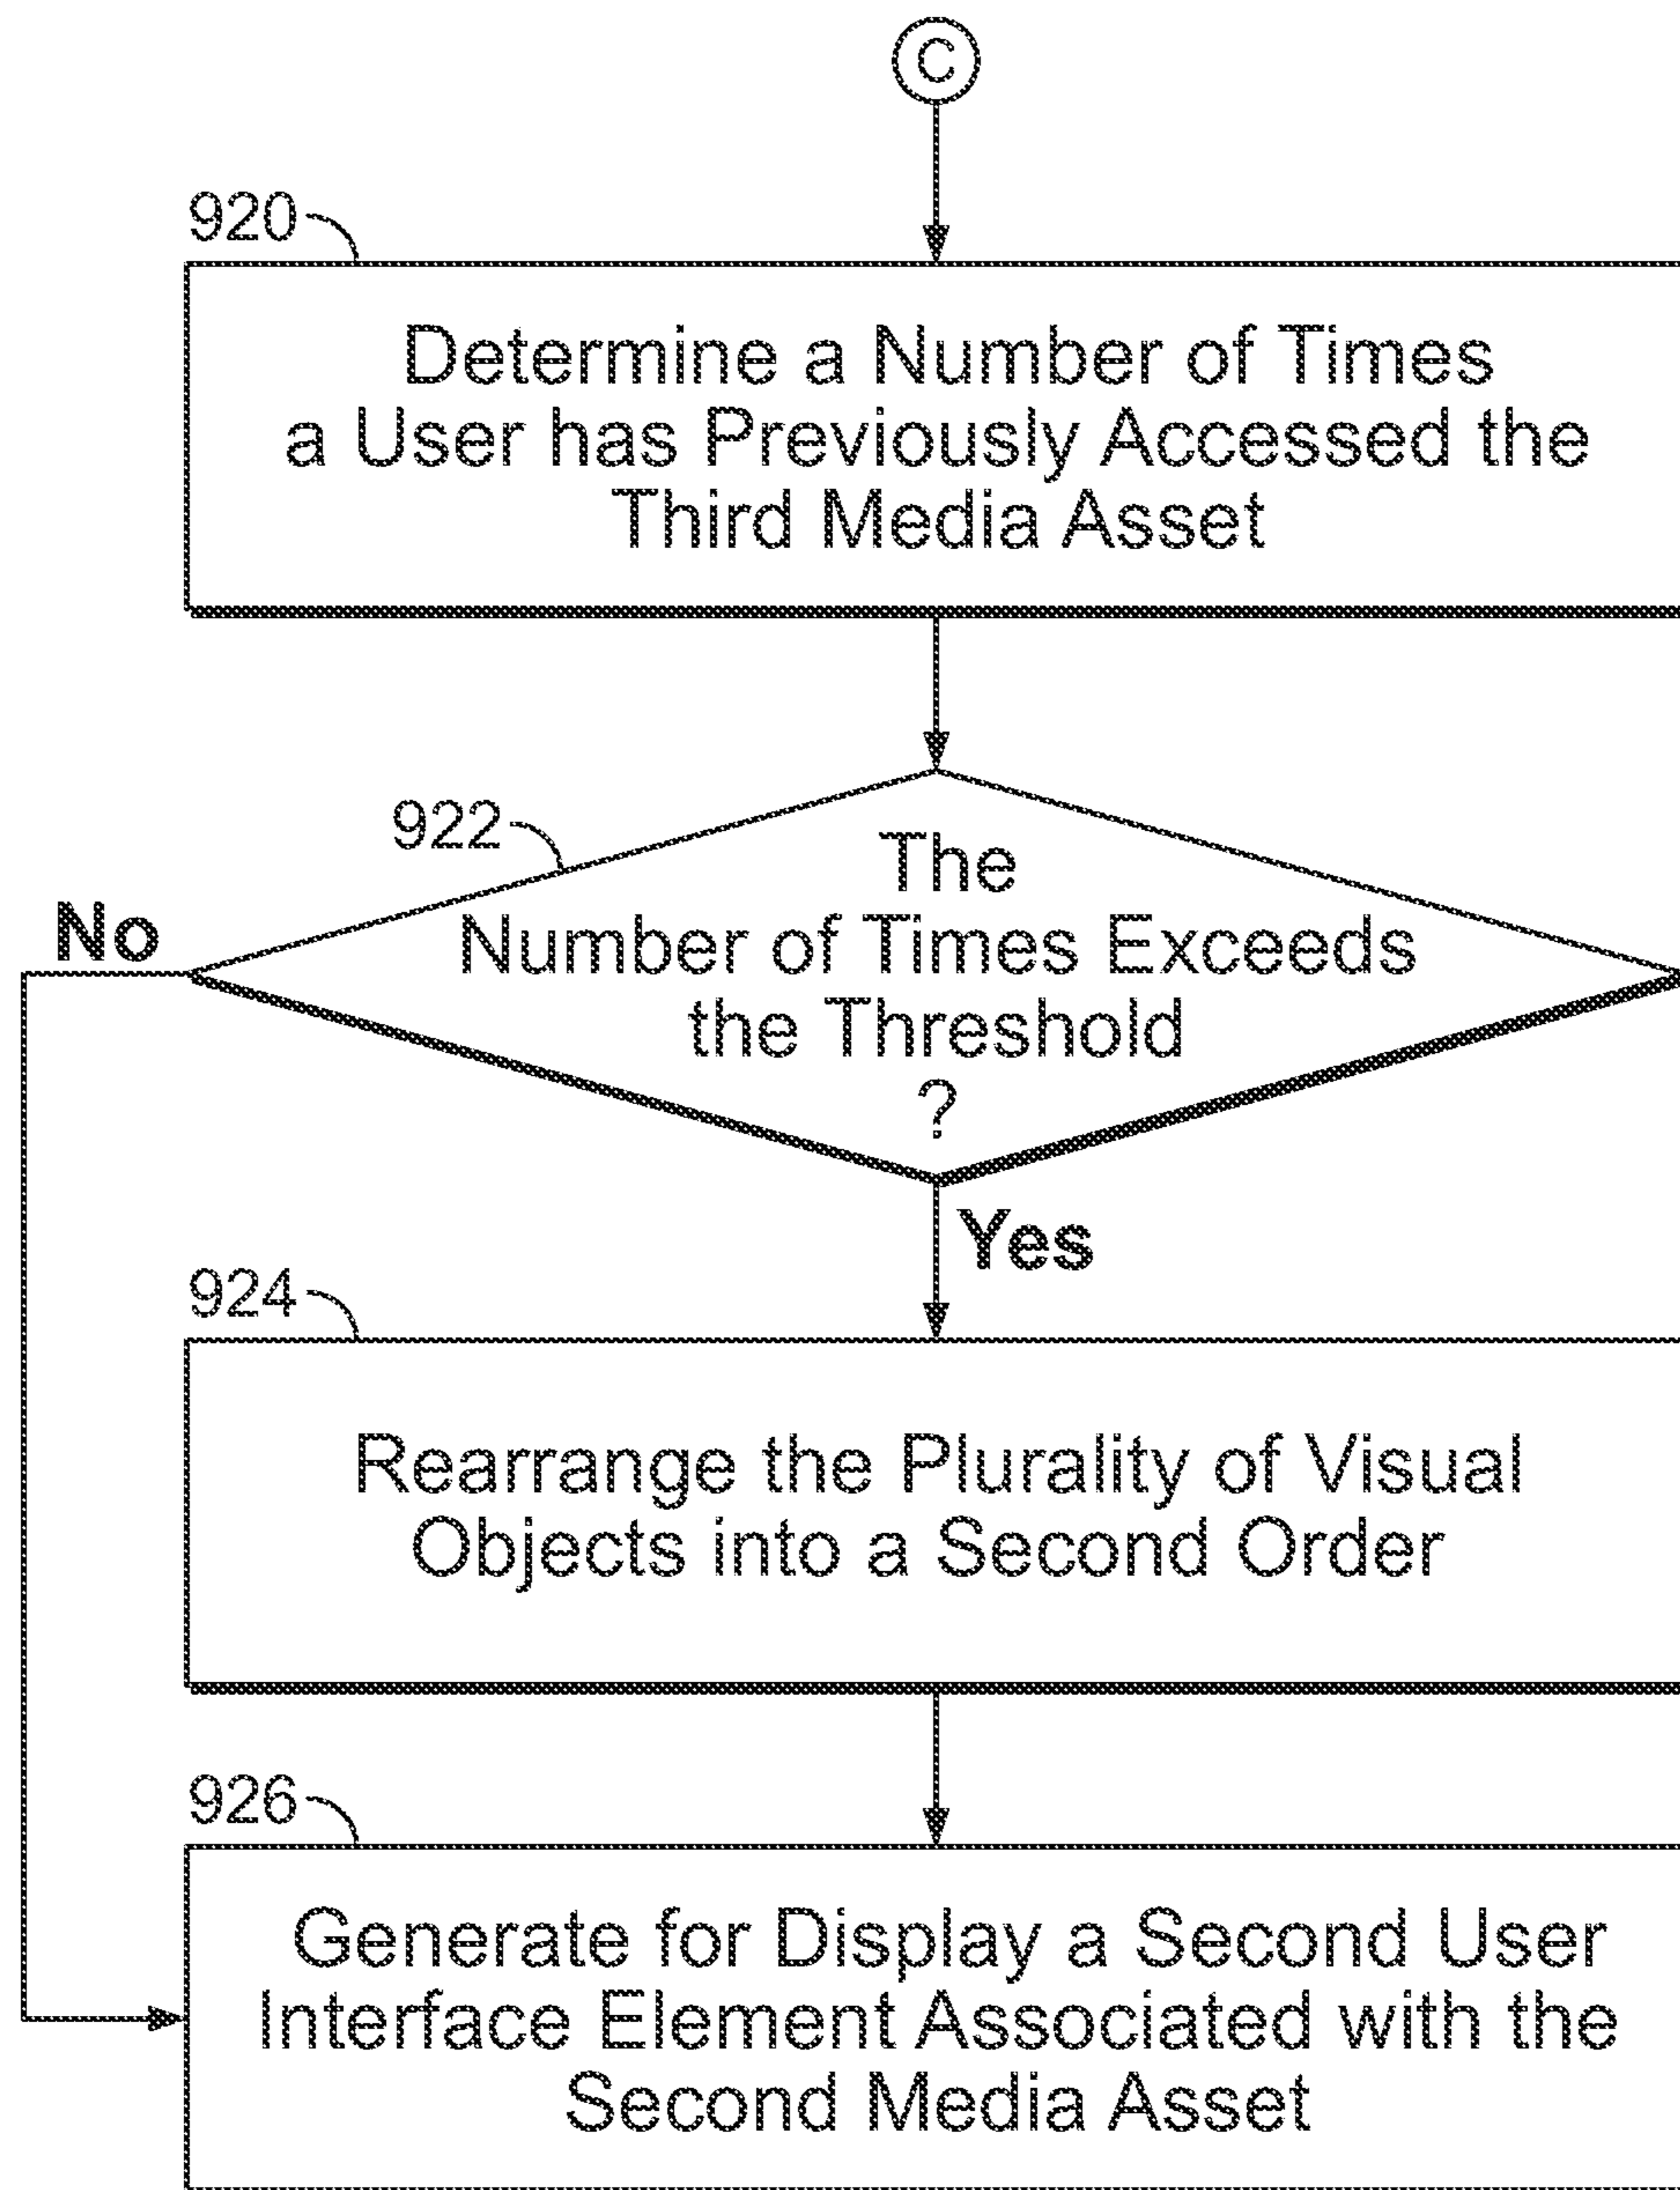 C
920
Determine a Number of Times
a User has Previously Accessed the
Third Media Asset
922
The
Number of Times Exceeds
the Threshold
?
No
Yes
924
Rearrange the Plurality of Visual
Objects into a Second Order
926
Generate for Display a Second User
Interface Element Associated with the
Second Media Asset